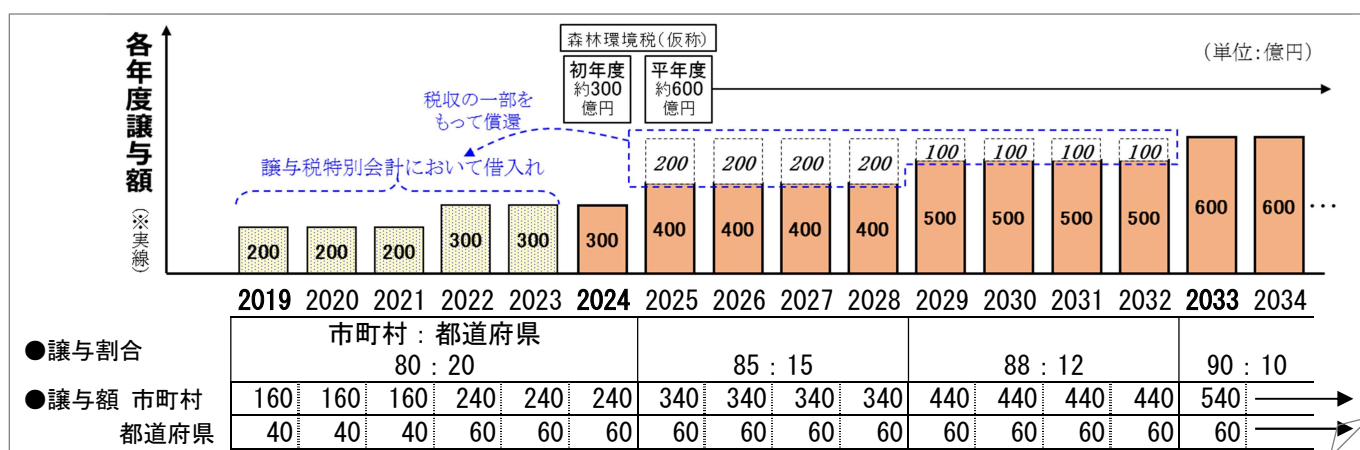 森林環境税(仮称)
(単位:億円)
各年度譲与額(※実線)
初年度
約300
億円
平年度
約600
億円
税収の一部を
もって償還
譲与税特別会計において借入れ
200 200 200 200 100 100 100 100
200 200 200 300 300 300 400 400 400 400 500 500 500 500 600 600 …
2019 2020 2021 2022 2023 2024 2025 2026 2027 2028 2029 2030 2031 2032 2033 2034
市町村:都道府県
●譲与割合 80:20 85:15 88:12 90:10
●譲与額 市町村 160 160 160 240 240 240 340 340 340 340 440 440 440 440 540
都道府県 40 40 40 60 60 60 60 60 60 60 60 60 60 60 60